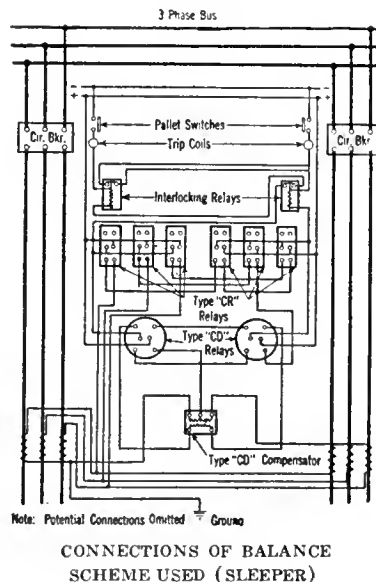 3 Phase Bus
Cir. Bkr.
Cir. Bkr.
Pallet Switches
Trip Coils
Interlocking Relays
Type "CR"
Relays
Type "CD"
Relays
Type "CD" Compensator
Note: Potential Connections Omitted
Ground
CONNECTIONS OF BALANCE
SCHEME USED (SLEEPER)